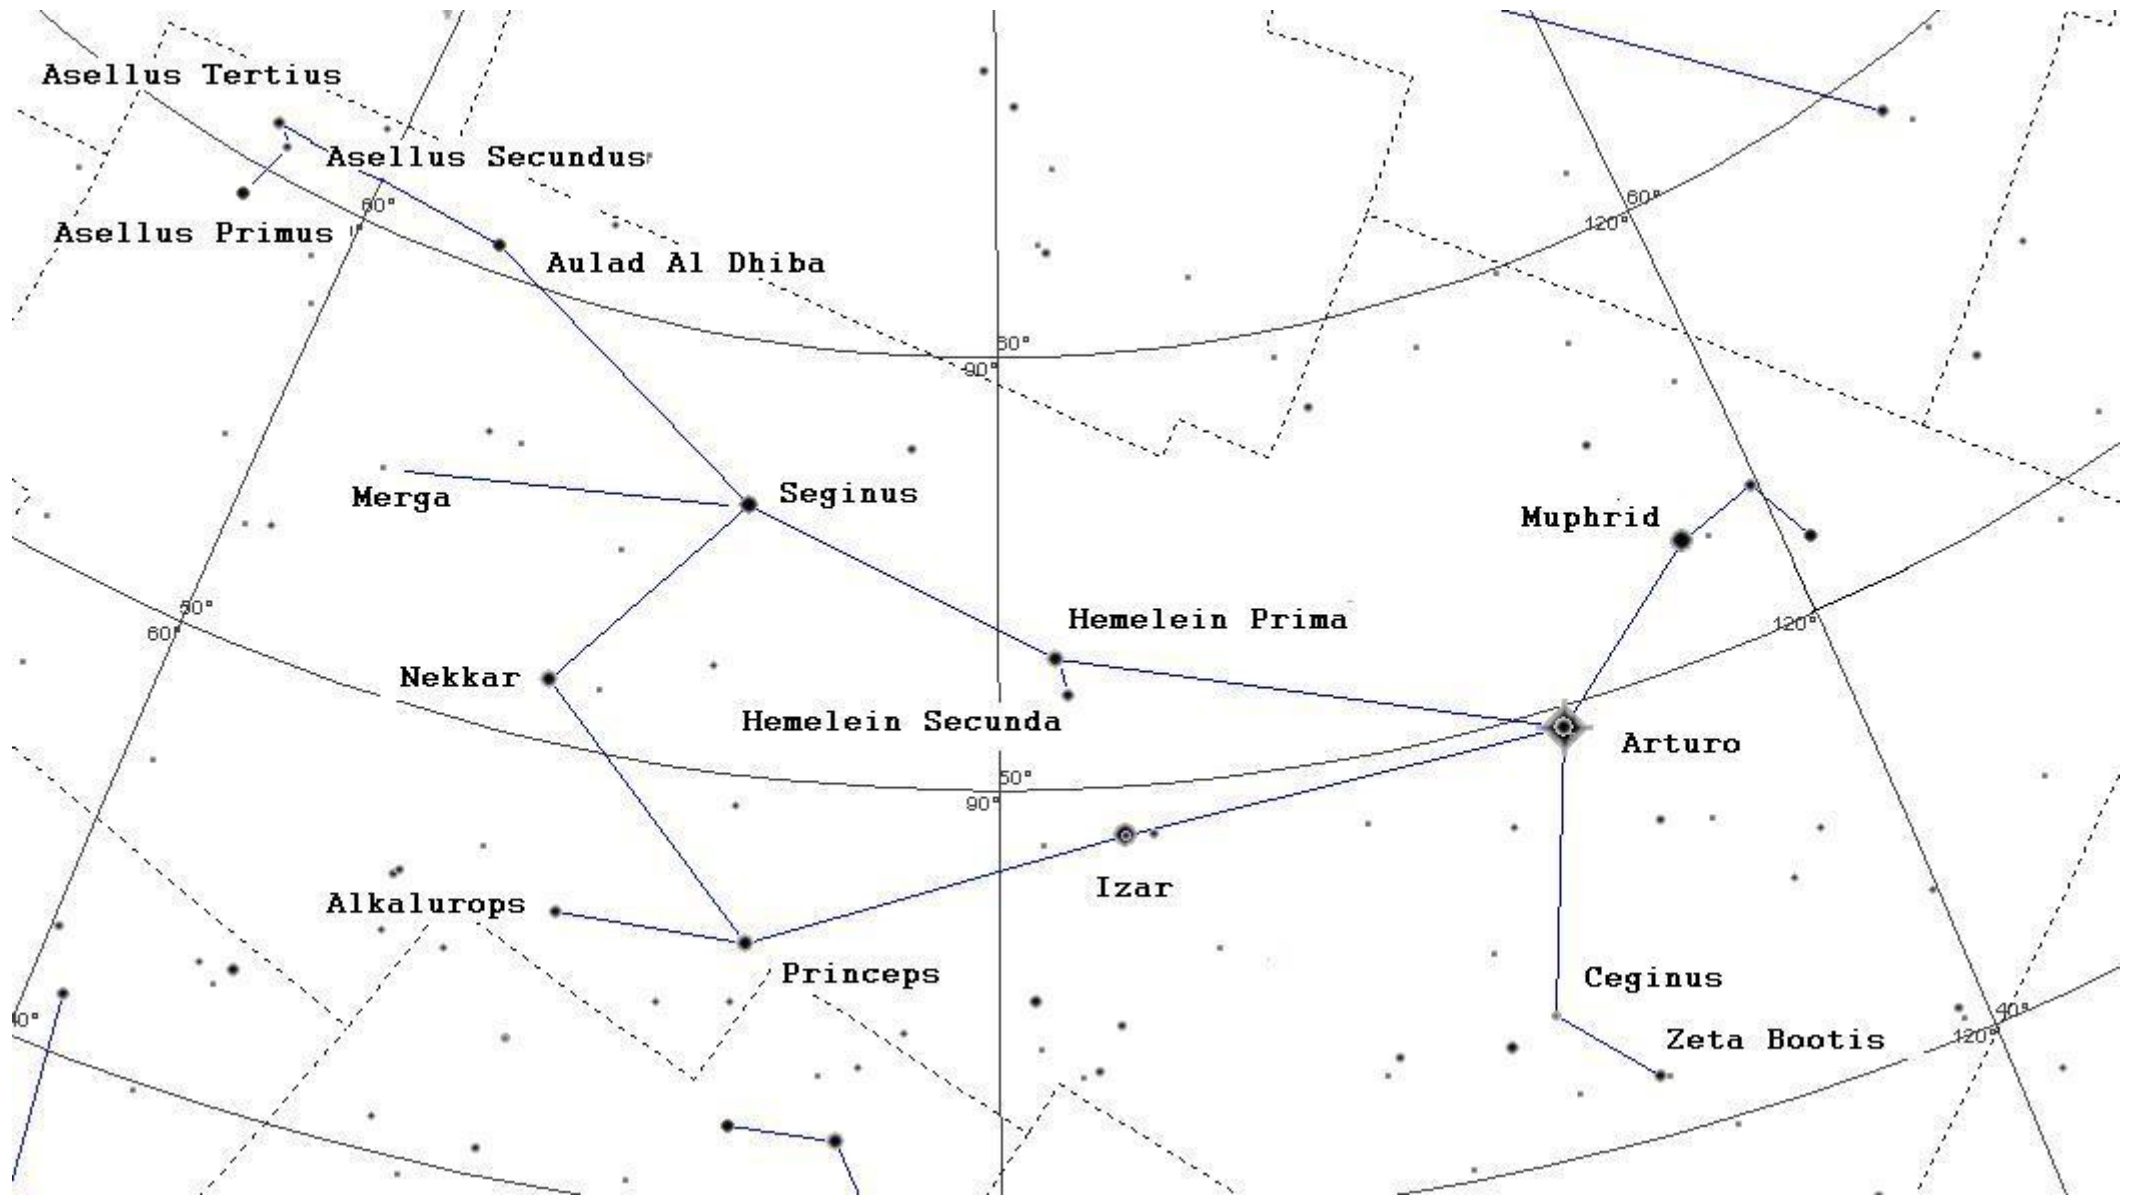 Asellus Tertius
Asellus Secundus
60°
60°
120°
Asellus Primus
Aulad Al Dhiba
60°
90°
Seginus
Merga
Muphrid
50°
60°
Hemelein Prima
120°
Nekkar
Hemelein Secunda
Arturo
50°
90°
Izar
Alkalurops
Princeps
Ceginus
40°
120°
Zeta Bootis